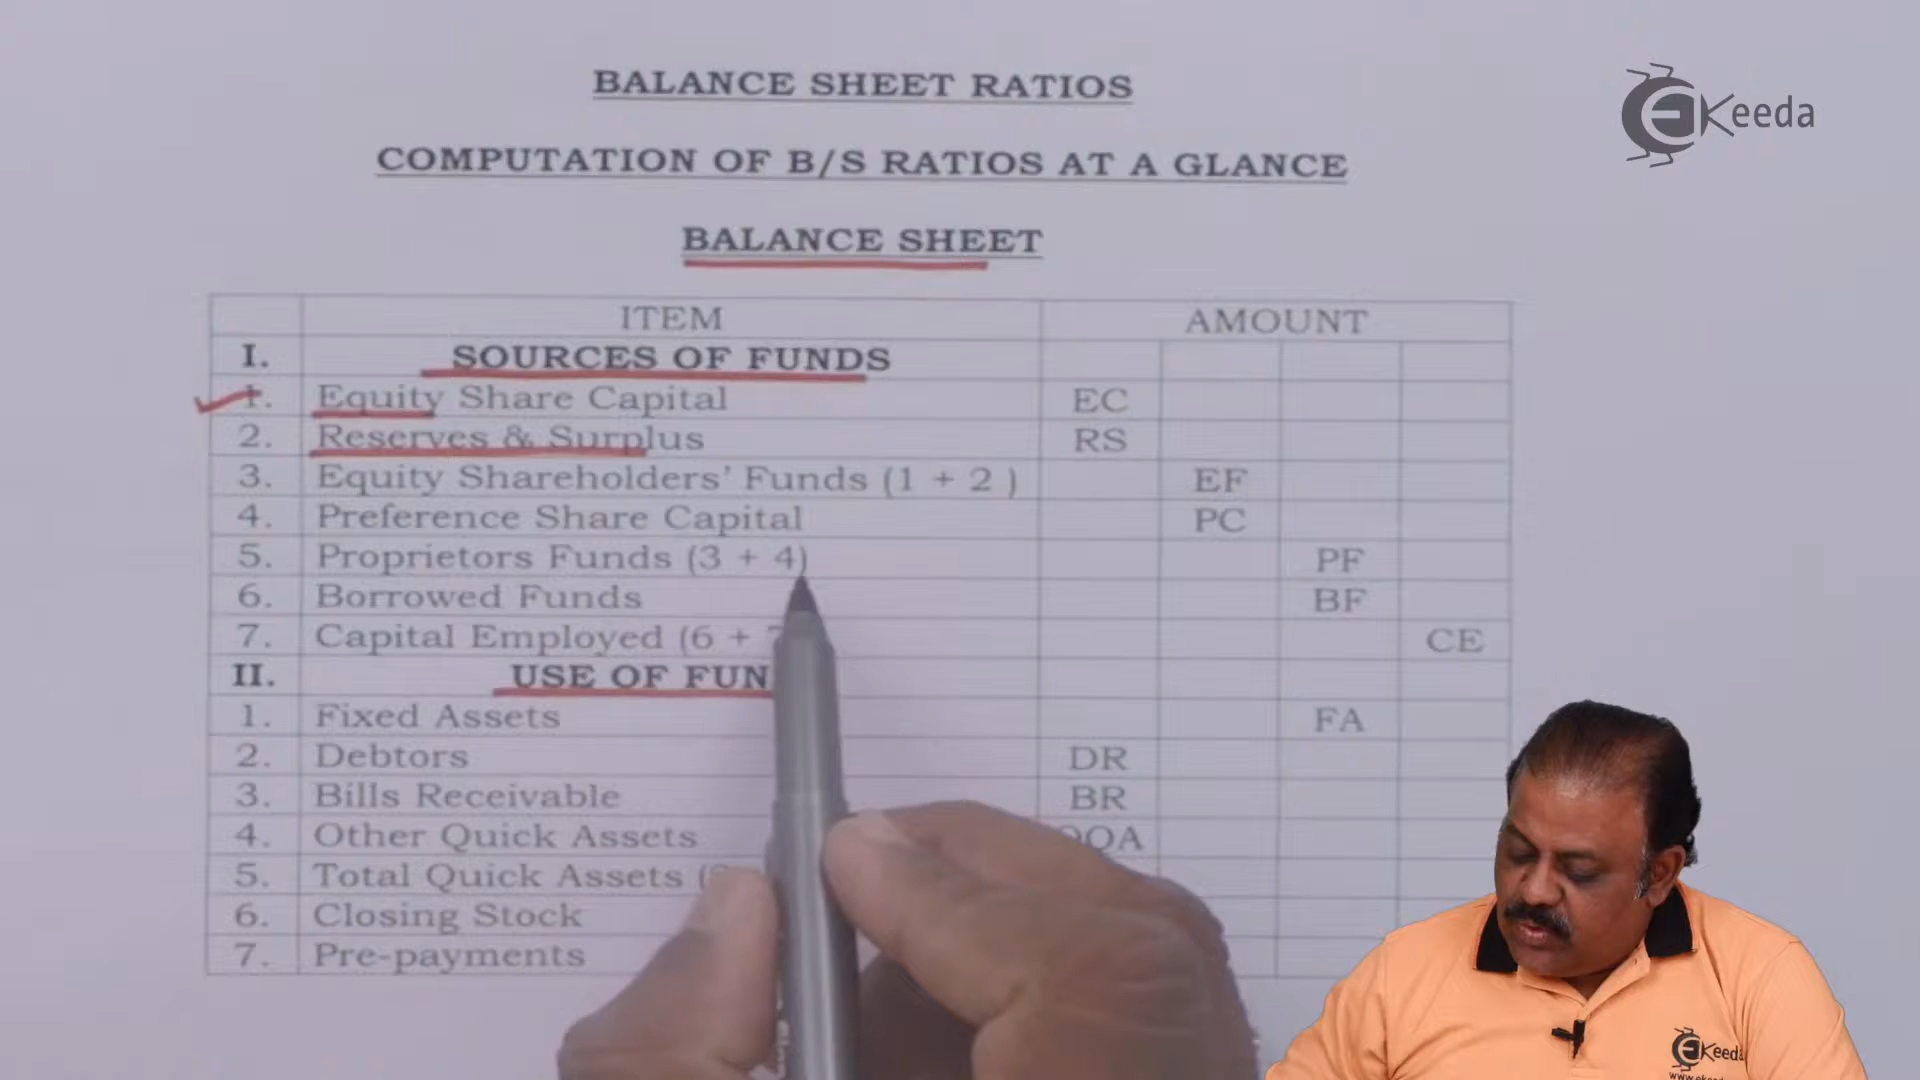 BALANCE SHEET RATIOS
Keeda
COMPUTATION OF B/S RATIOS AT A GLANCE
BALANCE SHEET
ITEM AMOUNT
I. SOURCES OF FUNDS
1. Equity Share Capital EC
2. Reserves & Surplus RS
3. Equity Shareholders' Funds (1 + 2 ) EF
4. Preference Share Capital PC
5. Proprietors Funds (3 + 4) PF
6. Borrowed Funds BF
7. Capital Employed (6 + CE
II. USE OF FUN
1. Fixed Assets FA
2. Debtors DR
3. Bills Receivable BR
4. Other Quick Assets OQA
5. Total Quick Assets (
6. Closing Stock
7. Pre-payments
Keeda